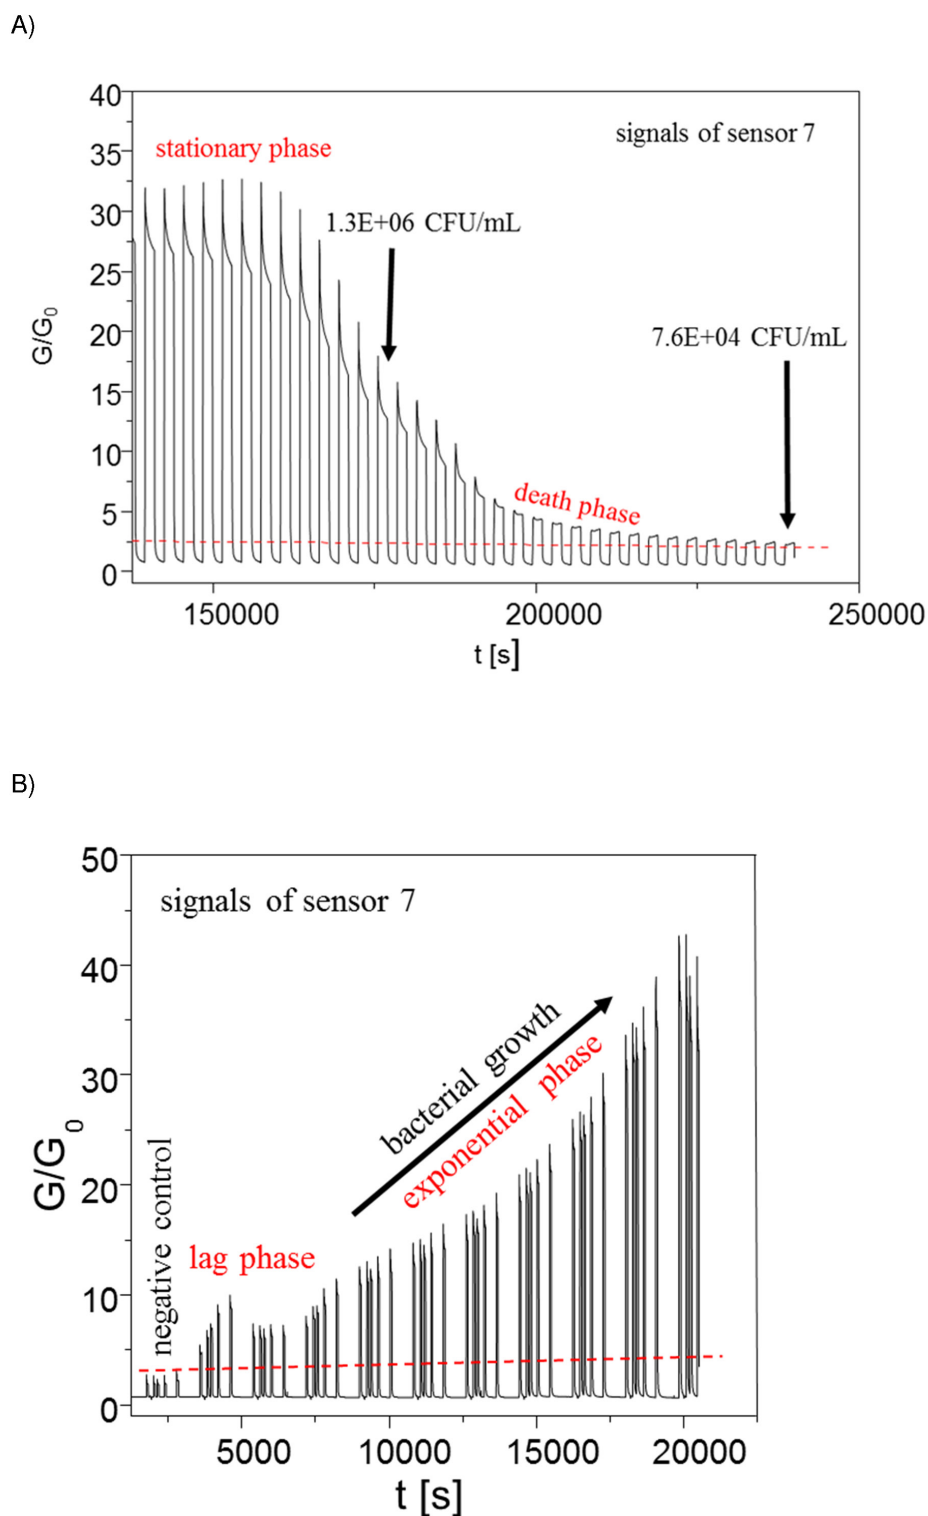 A)
40
35
30
25
20
15
10
5
0
G/G0
stationary phase
signals of sensor 7
1.3E+06 CFU/mL
7.6E+04 CFU/mL
death phase
150000
200000
250000
t [s]
B)
50
40
30
20
10
0
G/G0
signals of sensor 7
bacterial growth
exponential phase
negative control
lag phase
5000
10000
15000
20000
t [s]